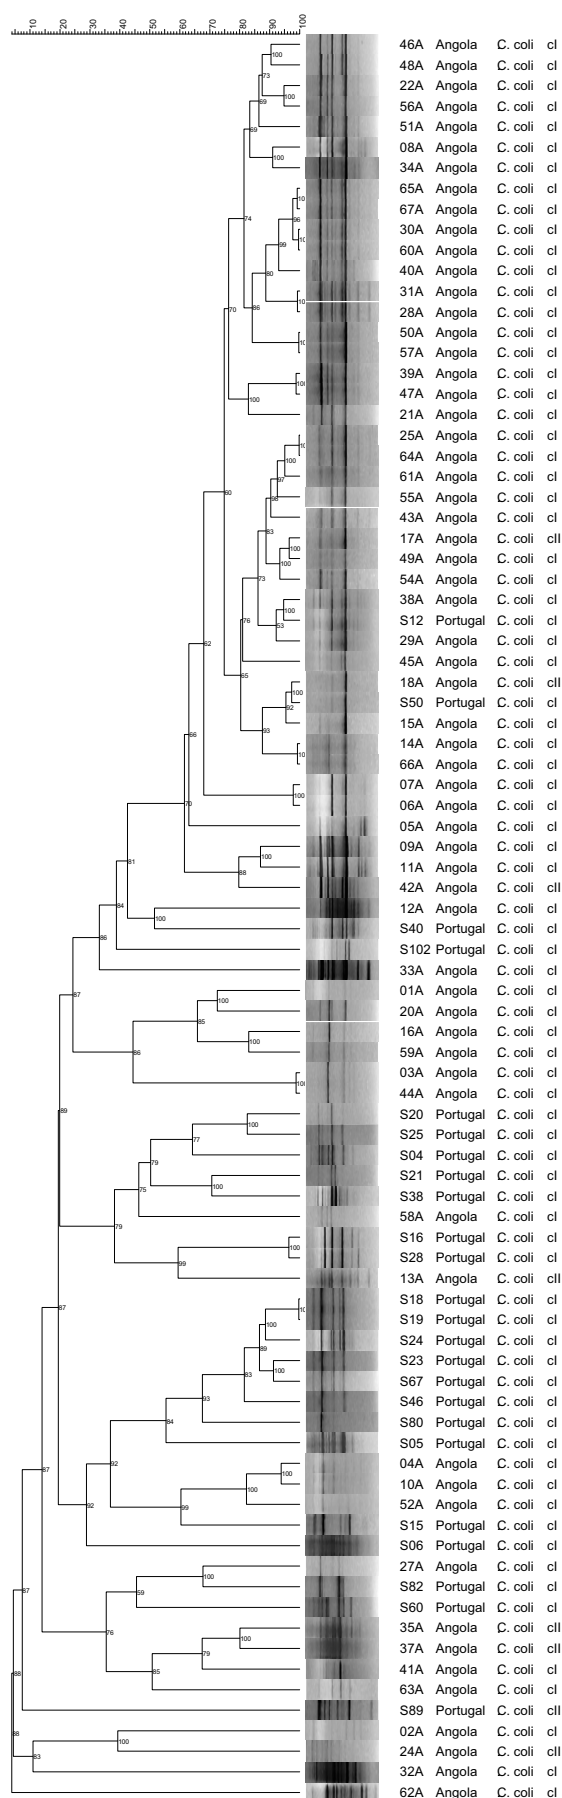 10 20 30 40 50 60 70 80 90 100
46A Angola C. coli cI
48A Angola C. coli cI
22A Angola C. coli cI
56A Angola C. coli cI
51A Angola C. coli cI
08A Angola C. coli cI
34A Angola C. coli cI
65A Angola C. coli cI
67A Angola C. coli cI
30A Angola C. coli cI
60A Angola C. coli cI
40A Angola C. coli cI
31A Angola C. coli cI
28A Angola C. coli cI
50A Angola C. coli cI
57A Angola C. coli cI
39A Angola C. coli cI
47A Angola C. coli cI
21A Angola C. coli cI
25A Angola C. coli cI
64A Angola C. coli cI
61A Angola C. coli cI
55A Angola C. coli cI
43A Angola C. coli cI
17A Angola C. coli cII
49A Angola C. coli cI
54A Angola C. coli cI
38A Angola C. coli cI
S12 Portugal C. coli cI
29A Angola C. coli cI
45A Angola C. coli cI
18A Angola C. coli cII
S50 Portugal C. coli cI
15A Angola C. coli cI
14A Angola C. coli cI
66A Angola C. coli cI
07A Angola C. coli cI
06A Angola C. coli cI
05A Angola C. coli cI
09A Angola C. coli cI
11A Angola C. coli cI
42A Angola C. coli cII
12A Angola C. coli cI
S40 Portugal C. coli cI
S102 Portugal C. coli cI
33A Angola C. coli cI
01A Angola C. coli cI
20A Angola C. coli cI
16A Angola C. coli cI
59A Angola C. coli cI
03A Angola C. coli cI
44A Angola C. coli cI
S20 Portugal C. coli cI
S25 Portugal C. coli cI
S04 Portugal C. coli cI
S21 Portugal C. coli cI
S38 Portugal C. coli cI
58A Angola C. coli cI
S16 Portugal C. coli cI
S28 Portugal C. coli cI
13A Angola C. coli cII
S18 Portugal C. coli cI
S19 Portugal C. coli cI
S24 Portugal C. coli cI
S23 Portugal C. coli cI
S67 Portugal C. coli cI
S46 Portugal C. coli cI
S80 Portugal C. coli cI
S05 Portugal C. coli cI
04A Angola C. coli cI
10A Angola C. coli cI
52A Angola C. coli cI
S15 Portugal C. coli cI
S06 Portugal C. coli cI
27A Angola C. coli cI
S82 Portugal C. coli cI
S60 Portugal C. coli cI
35A Angola C. coli cII
37A Angola C. coli cII
41A Angola C. coli cI
63A Angola C. coli cI
S89 Portugal C. coli cII
02A Angola C. coli cI
24A Angola C. coli cII
32A Angola C. coli cI
62A Angola C. coli cI